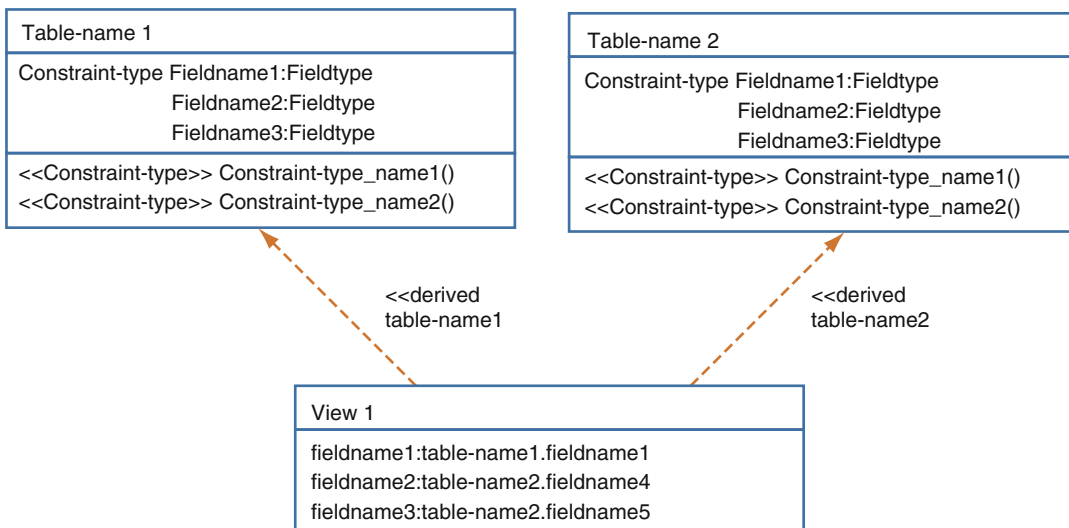 Table-name 1
Constraint-type Fieldname1:Fieldtype
Fieldname2:Fieldtype
Fieldname3:Fieldtype
<<Constraint-type>> Constraint-type_name1()
<<Constraint-type>> Constraint-type_name2()
Table-name 2
Constraint-type Fieldname1:Fieldtype
Fieldname2:Fieldtype
Fieldname3:Fieldtype
<<Constraint-type>> Constraint-type_name1()
<<Constraint-type>> Constraint-type_name2()
<<derived
table-name1
<<derived
table-name2
View 1
fieldname1:table-name1.fieldname1
fieldname2:table-name2.fieldname4
fieldname3:table-name2.fieldname5